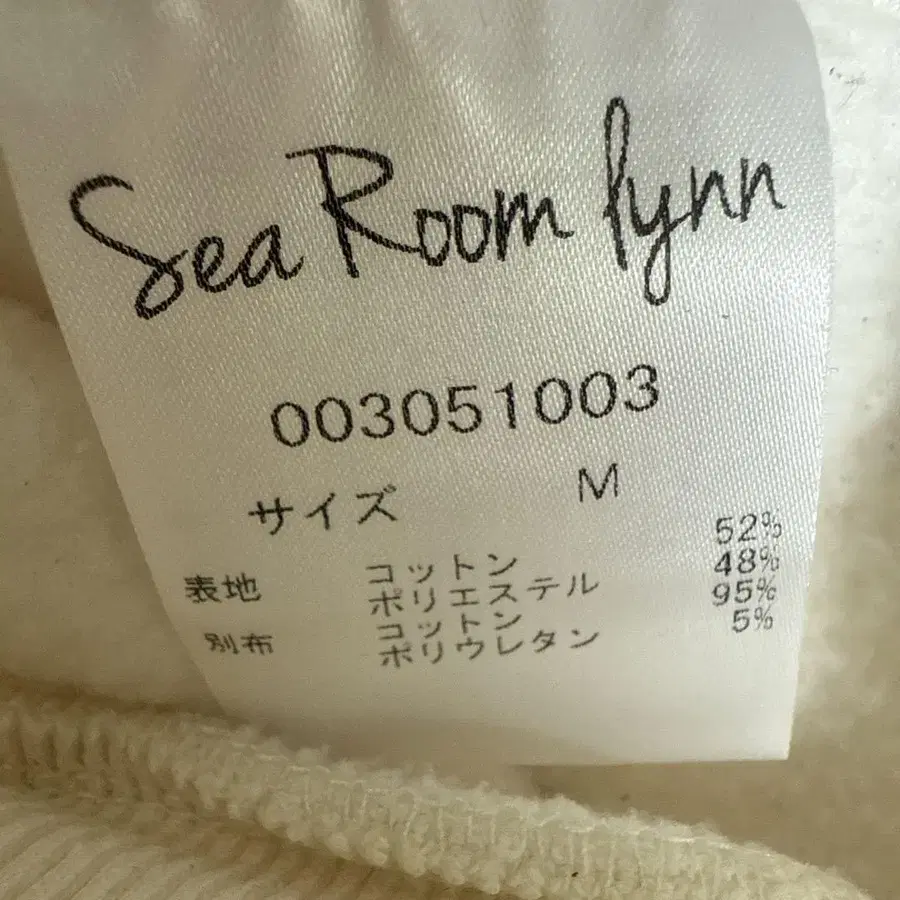 Sea Room lynn
003051003
サイズ M
表地 コットン 52%
ポリエステル 48%
別布 コットン 95%
ポリウレタン 5%